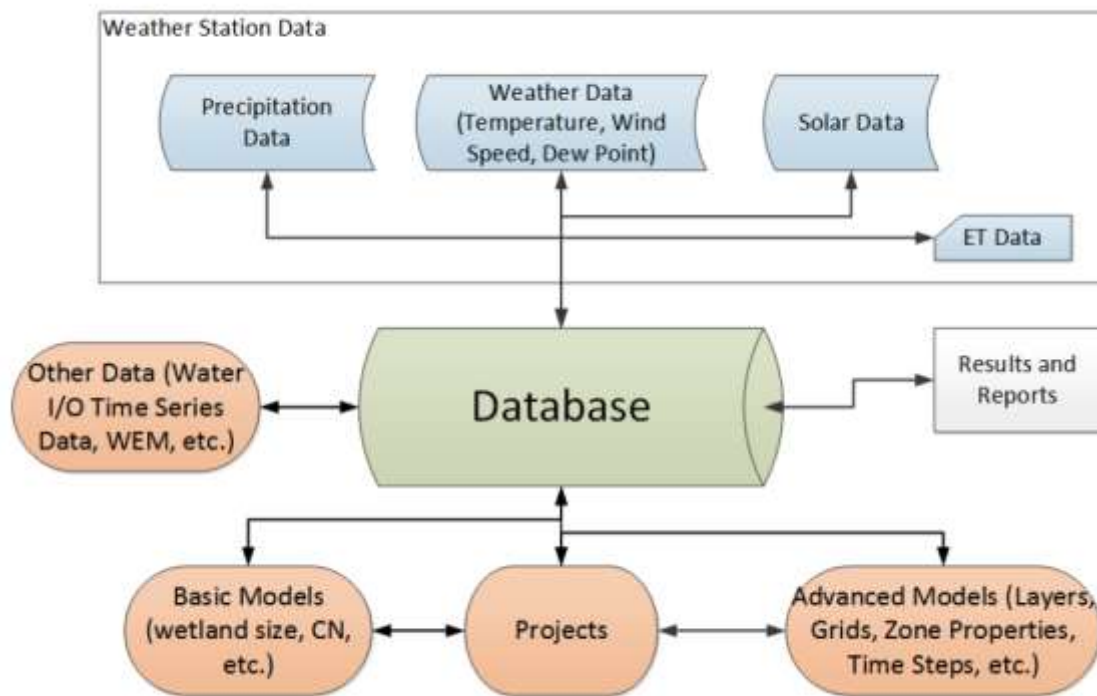 Weather Station Data
Precipitation
Data
Weather Data
(Temperature, Wind
Speed, Dew Point)
Solar Data
ET Data
Other Data (Water
I/O Time Series
Data, WEM, etc.)
Database
Results and
Reports
Basic Models
(wetland size, CN,
etc.)
Projects
Advanced Models (Layers,
Grids, Zone Properties,
Time Steps, etc.)